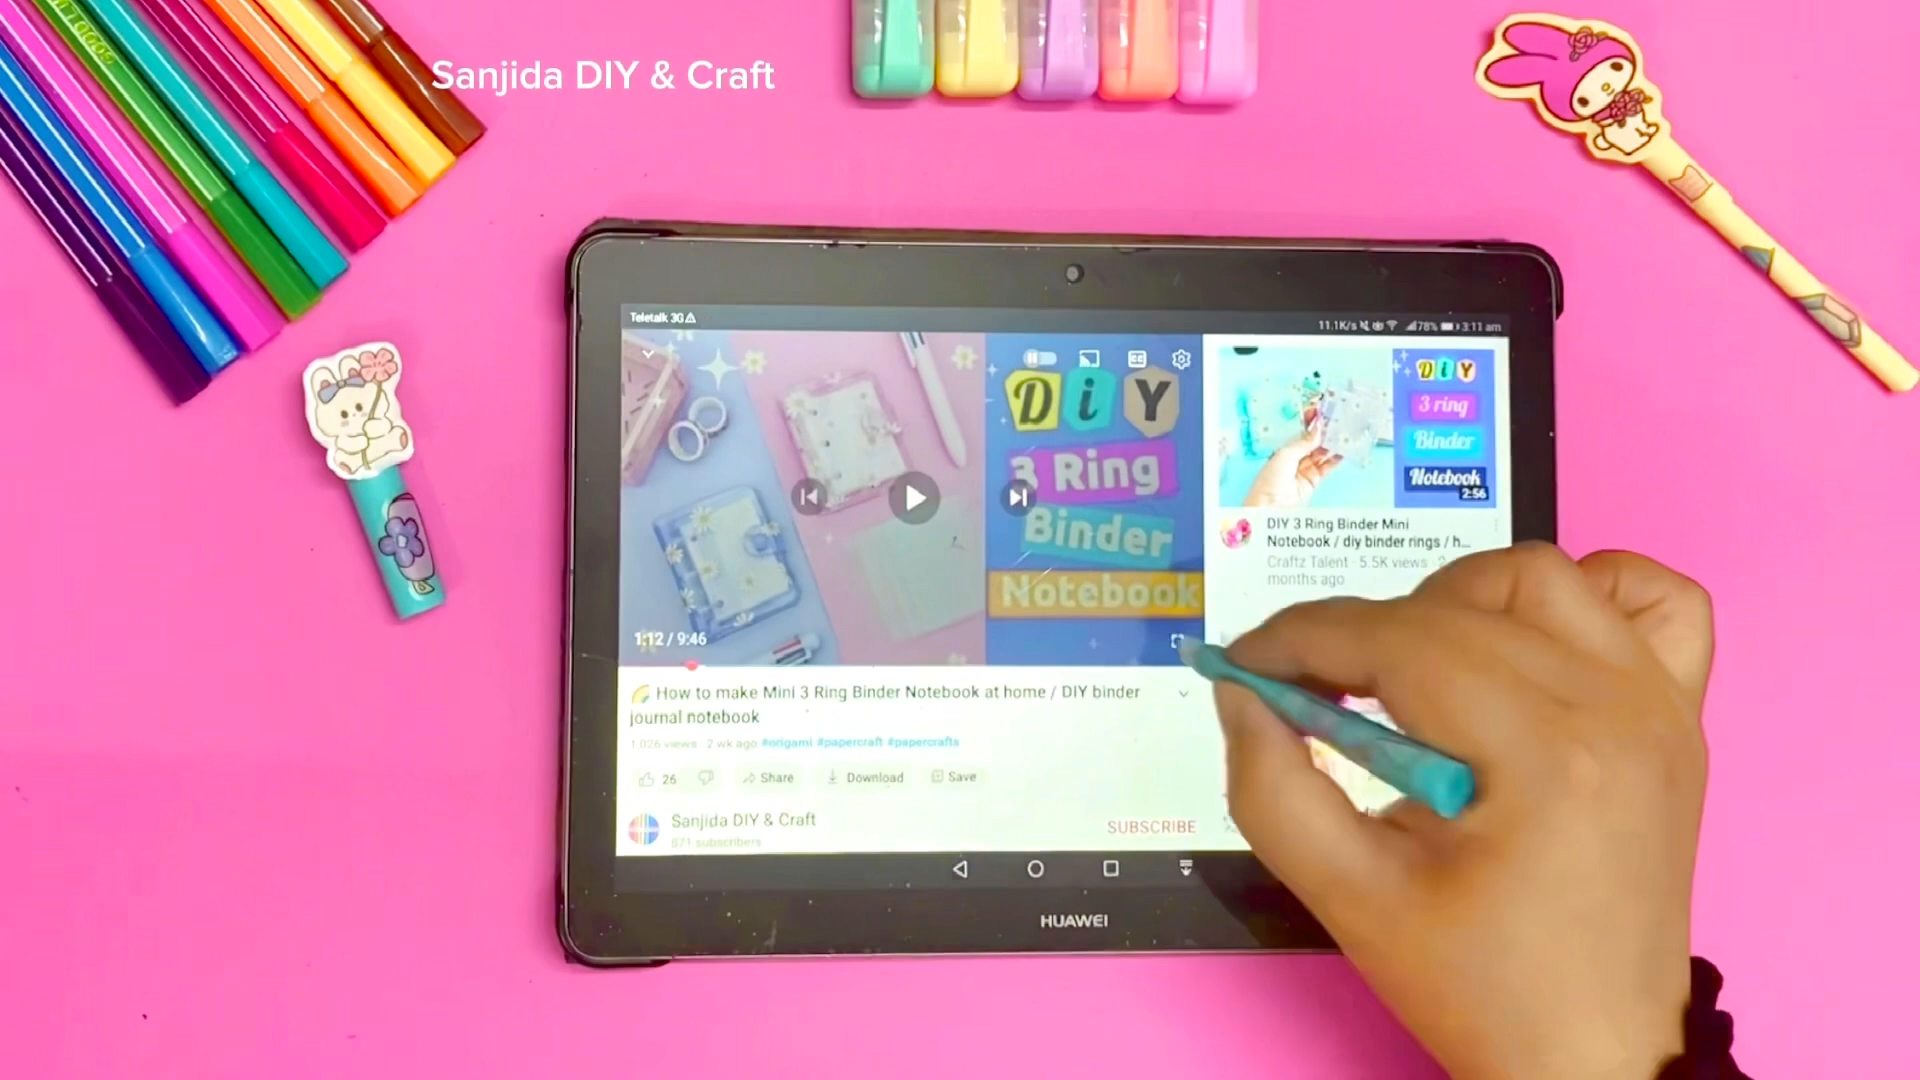 Sanjida DIY & Craft
Teletalk 3G
11.1K/s
78%
3:11 am
DiY
3 Ring
Binder
Notebook
1:12 / 9:46
DiY
3 ring
Binder
Notebook
2:56
DIY 3 Ring Binder Mini
Notebook / diy binder rings / h...
Craftz Talent · 5.5K views ·
months ago
How to make Mini 3 Ring Binder Notebook at home / DIY binder
journal notebook
1,026 views · 2 wk ago #origami #papercraft #papercrafts
26
Share
Download
Save
Sanjida DIY & Craft
871 subscribers
SUBSCRIBE
HUAWEI